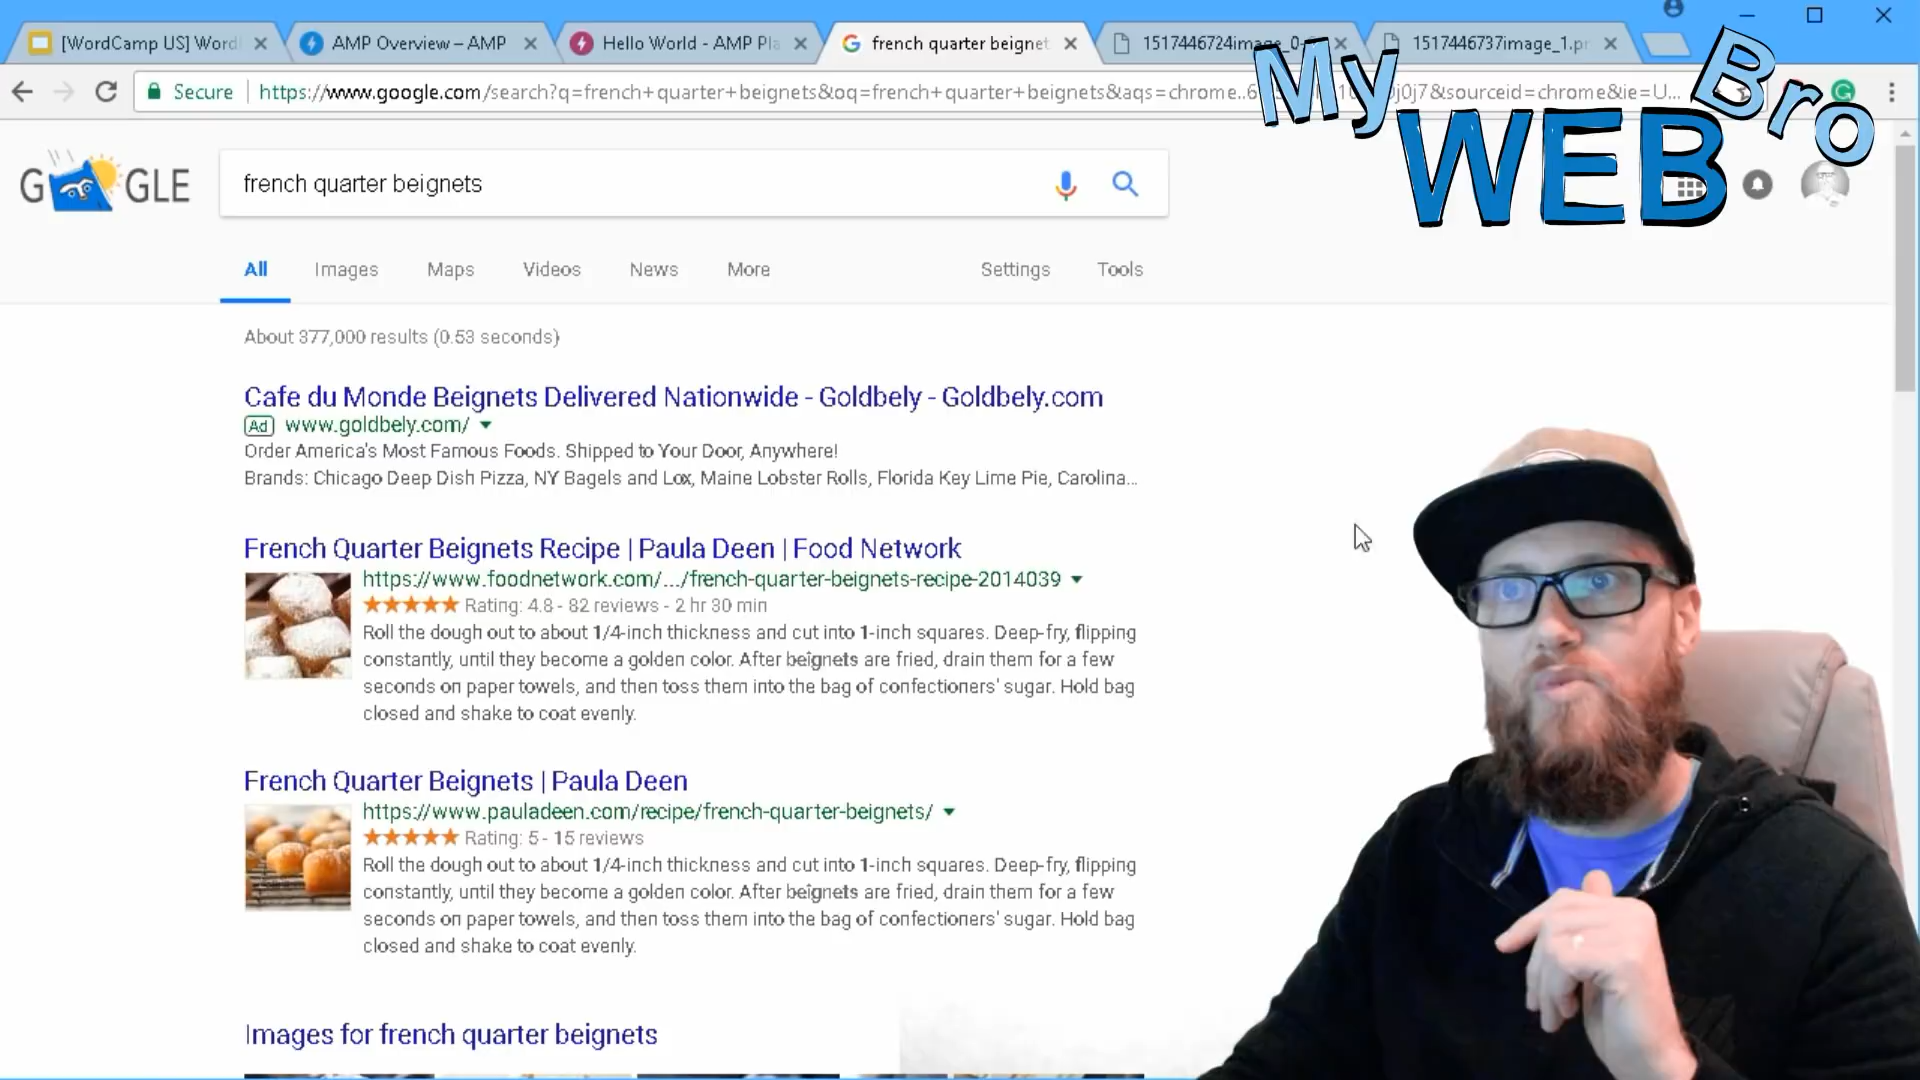 [WordCamp US] Word
AMP Overview – AMP
Hello World - AMP Pla
french quarter beignet
1517446724image_0-
1517446737image_1.pr
Secure
https://www.google.com/search?q=french+quarter+beignets&oq=french+quarter+beignets&aqs=chrome..6
j0j7&sourceid=chrome&ie=U...
My
WEB
Bro
G GLE
french quarter beignets
All
Images
Maps
Videos
News
More
Settings
Tools
About 377,000 results (0.53 seconds)
Cafe du Monde Beignets Delivered Nationwide - Goldbely - Goldbely.com
Ad www.goldbely.com/
Order America's Most Famous Foods. Shipped to Your Door, Anywhere!
Brands: Chicago Deep Dish Pizza, NY Bagels and Lox, Maine Lobster Rolls, Florida Key Lime Pie, Carolina...
French Quarter Beignets Recipe | Paula Deen | Food Network
https://www.foodnetwork.com/.../french-quarter-beignets-recipe-2014039
Rating: 4.8 - 82 reviews - 2 hr 30 min
Roll the dough out to about 1/4-inch thickness and cut into 1-inch squares. Deep-fry, flipping
constantly, until they become a golden color. After beignets are fried, drain them for a few
seconds on paper towels, and then toss them into the bag of confectioners' sugar. Hold bag
closed and shake to coat evenly.
French Quarter Beignets | Paula Deen
https://www.pauladeen.com/recipe/french-quarter-beignets/
Rating: 5 - 15 reviews
Roll the dough out to about 1/4-inch thickness and cut into 1-inch squares. Deep-fry, flipping
constantly, until they become a golden color. After beignets are fried, drain them for a few
seconds on paper towels, and then toss them into the bag of confectioners' sugar. Hold bag
closed and shake to coat evenly.
Images for french quarter beignets